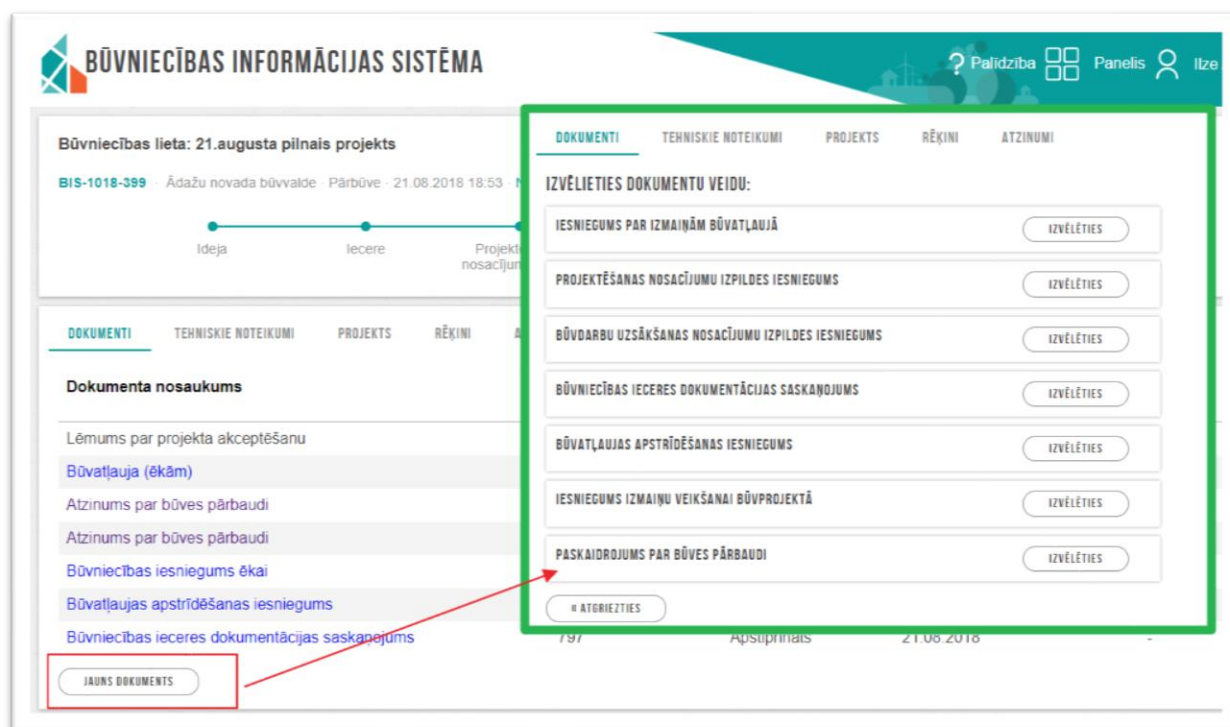 BŪVNIECĪBAS INFORMĀCIJAS SISTĒMA
? Palīdzība Panelis Ilze
Būvniecības lieta: 21.augusta pilnais projekts
BIS-1018-399 · Ādažu novada būvvalde · Pārbūve · 21.08.2018 18:53 ·
Ideja Iecere
DOKUMENTI TEHNISKIE NOTEIKUMI PROJEKTS RĒĶINI
Dokumenta nosaukums
Lēmums par projekta akceptēšanu
Būvatļauja (ēkām)
Atzinums par būves pārbaudi
Atzinums par būves pārbaudi
Būvniecības iesniegums ēkai
Būvatļaujas apstrīdēšanas iesniegums
Būvniecības ieceres dokumentācijas saskaņojums 797 Apstiprināts 21.08.2018 -
JAUNS DOKUMENTS
DOKUMENTI TEHNISKIE NOTEIKUMI PROJEKTS RĒĶINI ATZINUMI
IZVĒLIETIES DOKUMENTU VEIDU:
IESNIEGUMS PAR IZMAIŅĀM BŪVATĻAUJĀ IZVĒLĒTIES
PROJEKTĒŠANAS NOSACĪJUMU IZPILDES IESNIEGUMS IZVĒLĒTIES
BŪVDARBU UZSĀKŠANAS NOSACĪJUMU IZPILDES IESNIEGUMS IZVĒLĒTIES
BŪVNIECĪBAS IECERES DOKUMENTĀCIJAS SASKAŅOJUMS IZVĒLĒTIES
BŪVATĻAUJAS APSTRĪDĒŠANAS IESNIEGUMS IZVĒLĒTIES
IESNIEGUMS IZMAIŅU VEIKŠANAI BŪVPROJEKTĀ IZVĒLĒTIES
PASKAIDROJUMS PAR BŪVES PĀRBAUDI IZVĒLĒTIES
« ATGRIEZTIES